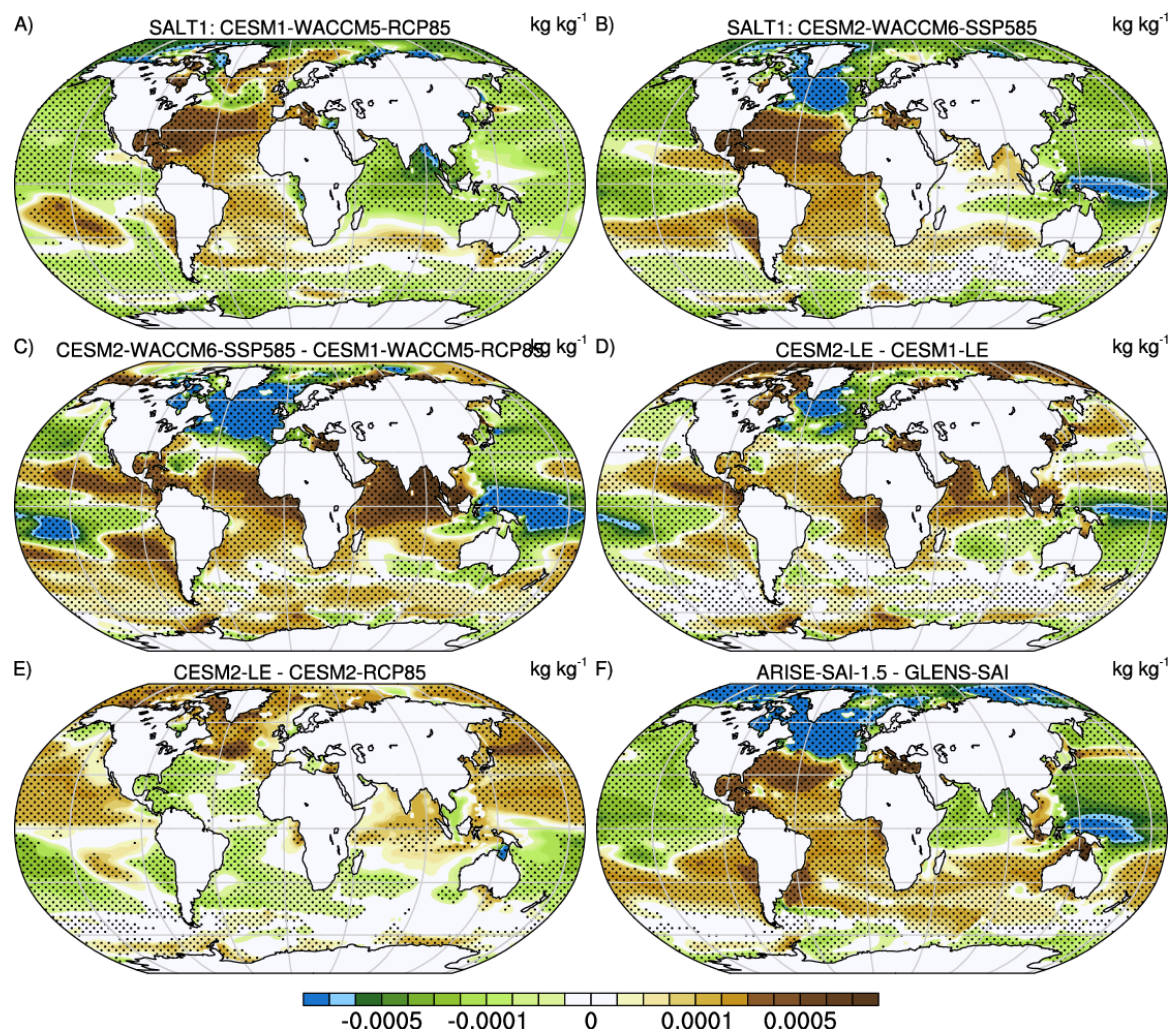 A) SALT1: CESM1-WACCM5-RCP85 kg kg⁻¹
B) SALT1: CESM2-WACCM6-SSP585 kg kg⁻¹
C) CESM2-WACCM6-SSP585 - CESM1-WACCM5-RCP85 kg kg⁻¹
D) CESM2-LE - CESM1-LE kg kg⁻¹
E) CESM2-LE - CESM2-RCP85 kg kg⁻¹
F) ARISE-SAI-1.5 - GLENS-SAI kg kg⁻¹
-0.0005 -0.0001 0 0.0001 0.0005